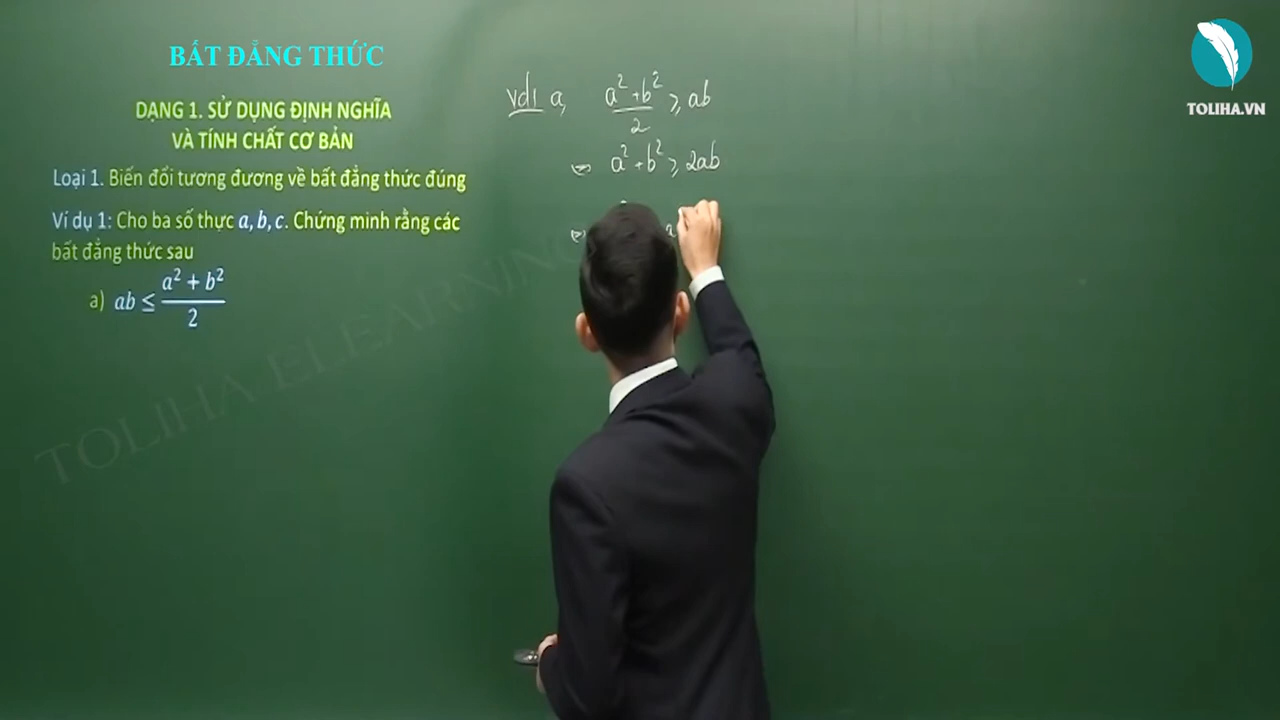 BẤT ĐẲNG THỨC
DẠNG 1. SỬ DỤNG ĐỊNH NGHĨA
VÀ TÍNH CHẤT CƠ BẢN
Loại 1. Biến đổi tương đương về bất đẳng thức đúng
Ví dụ 1: Cho ba số thực a, b, c. Chứng minh rằng các
bất đẳng thức sau
a) ab ≤ (a² + b²)/2
vd1 a, (a² + b²)/2 ≥ ab
⇔ a² + b² ≥ 2ab
⇔
TOLIHA.VN
TOLIHA ELEARNING